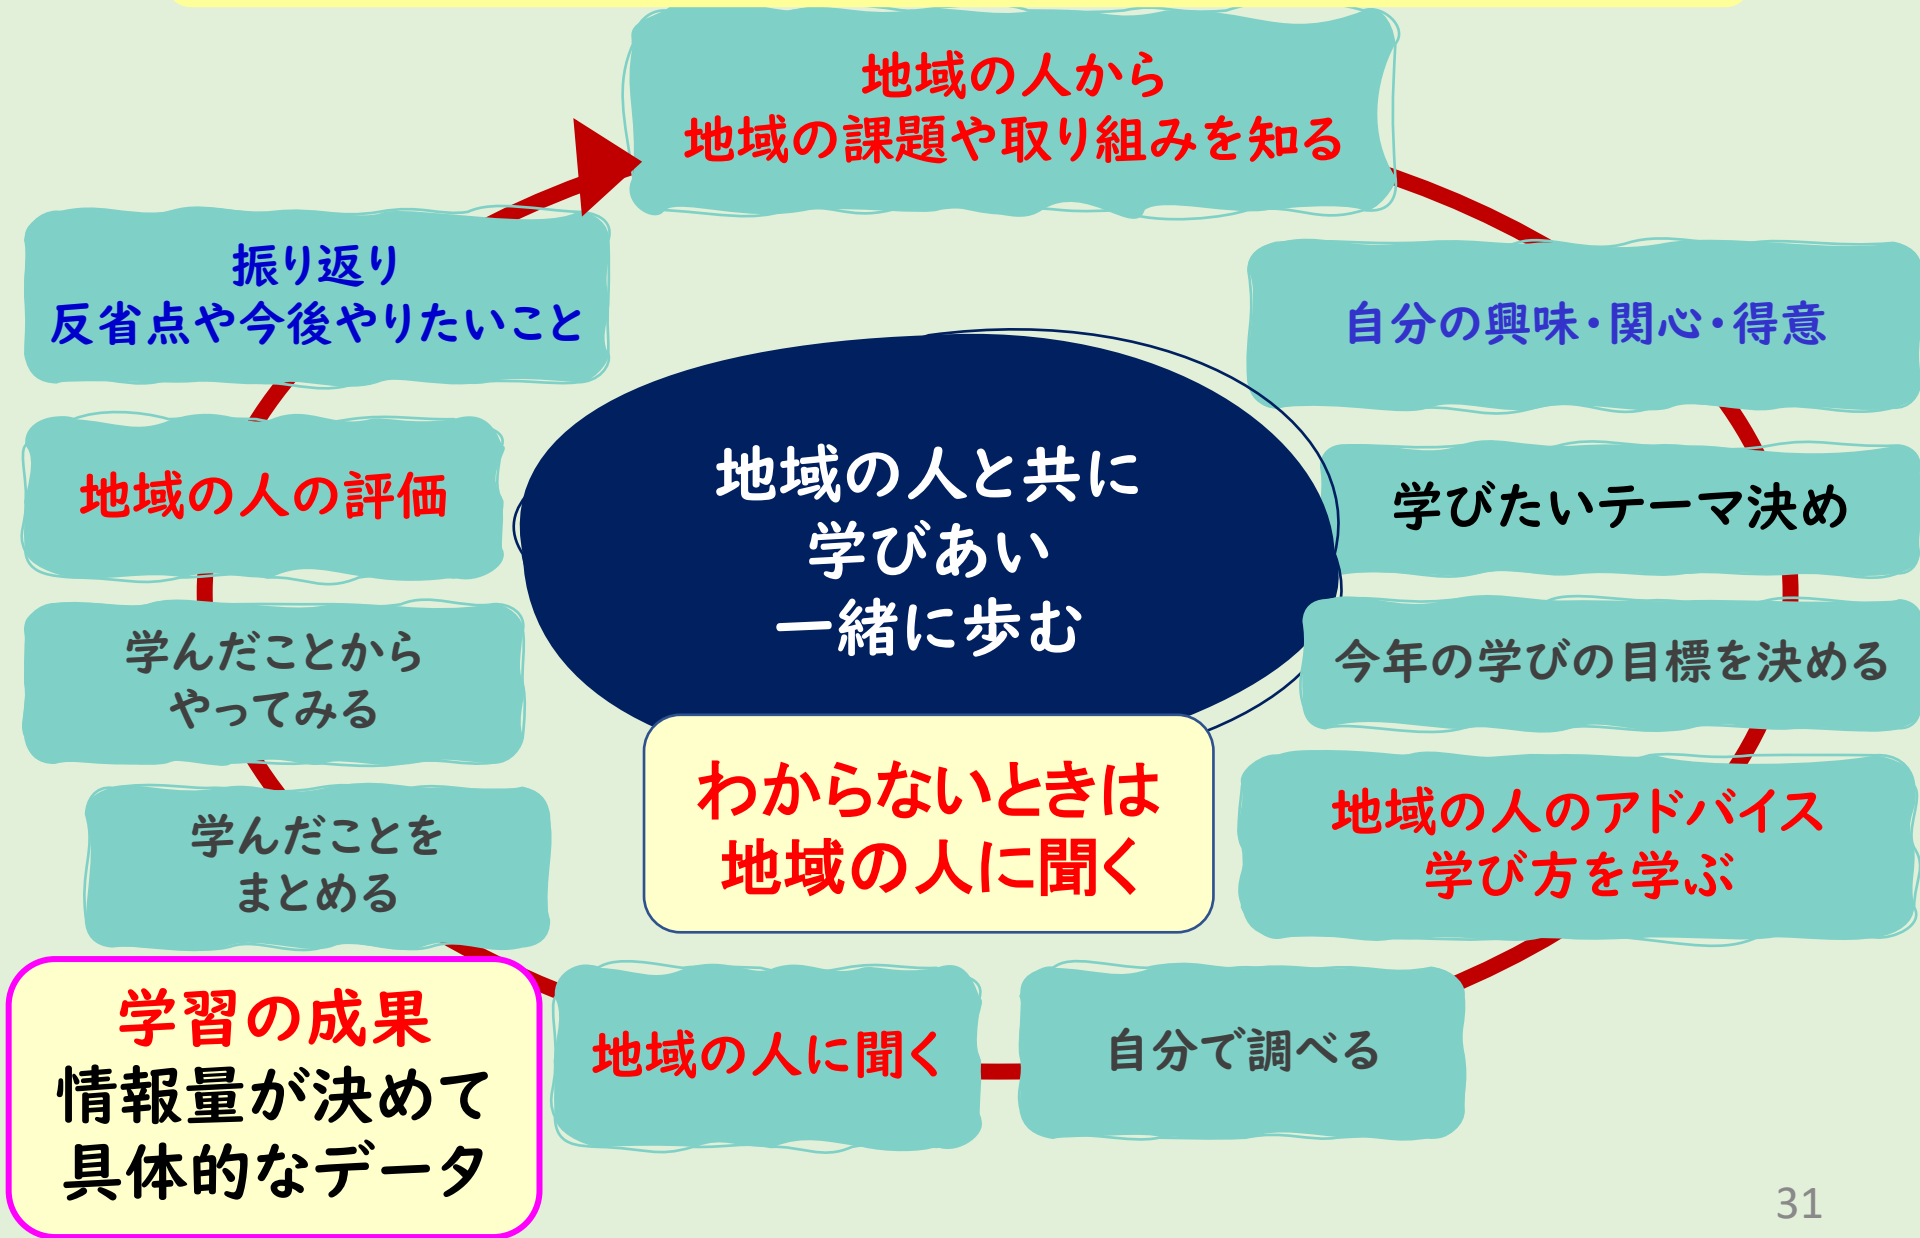 地域の人から
地域の課題や取り組みを知る
自分の興味・関心・得意
学びたいテーマ決め
今年の学びの目標を決める
地域の人のアドバイス
学び方を学ぶ
自分で調べる
地域の人に聞く
学んだことを
まとめる
学んだことから
やってみる
地域の人の評価
振り返り
反省点や今後やりたいこと
地域の人と共に
学びあい
一緒に歩む
わからないときは
地域の人に聞く
学習の成果
情報量が決めて
具体的なデータ
31